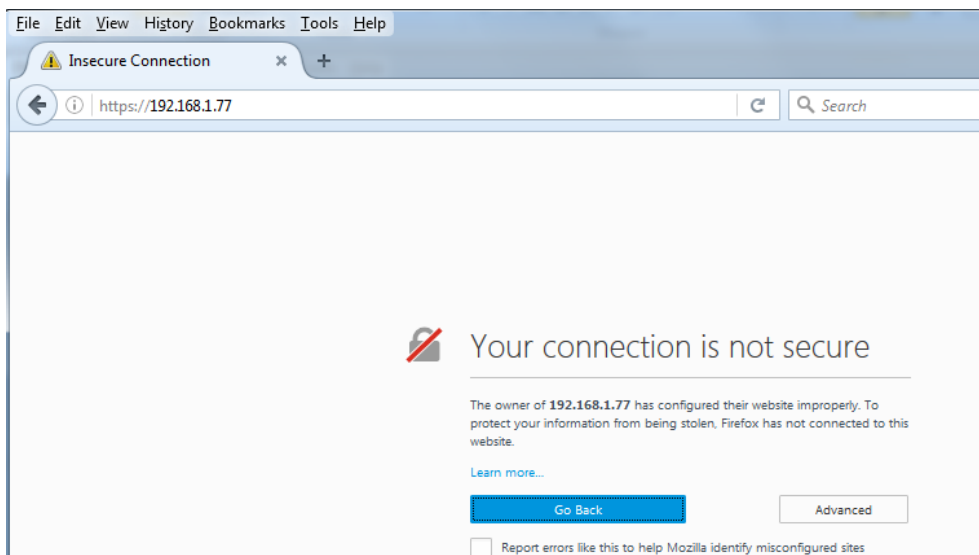 File Edit View History Bookmarks Tools Help
Insecure Connection
https://192.168.1.77
Search
Your connection is not secure
The owner of 192.168.1.77 has configured their website improperly. To
protect your information from being stolen, Firefox has not connected to this
website.
Learn more...
Go Back
Advanced
Report errors like this to help Mozilla identify misconfigured sites